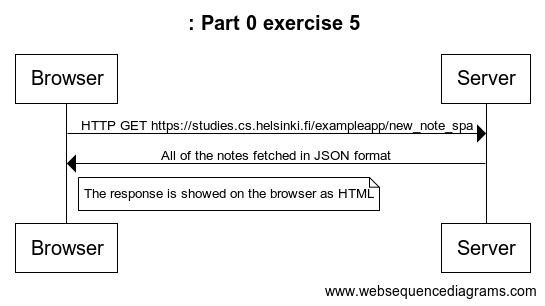 : Part 0 exercise 5
Browser
Server
HTTP GET https://studies.cs.helsinki.fi/exampleapp/new_note_spa
All of the notes fetched in JSON format
The response is showed on the browser as HTML
Browser
Server
www.websequencediagrams.com